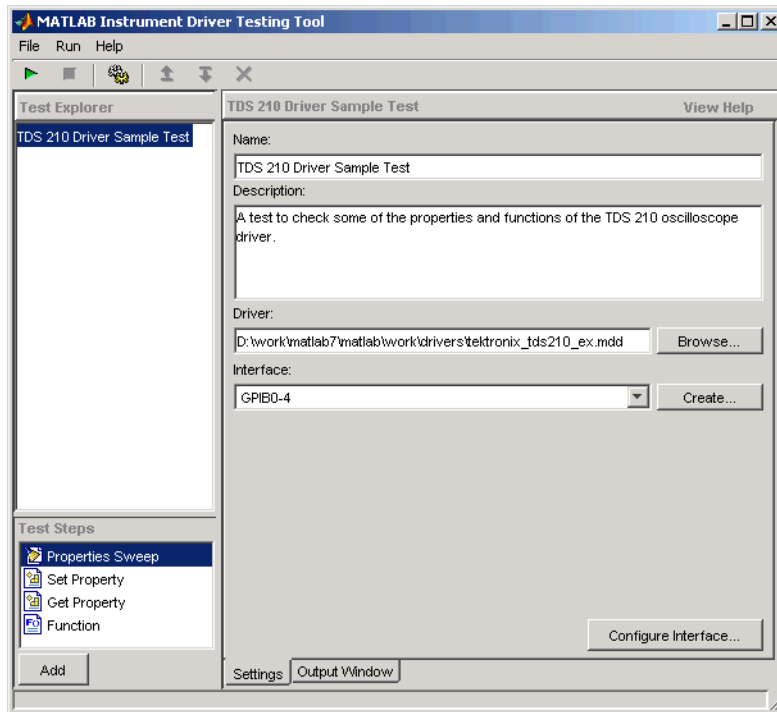 MATLAB Instrument Driver Testing Tool
File Run Help
Test Explorer
TDS 210 Driver Sample Test
TDS 210 Driver Sample Test View Help
Name:
TDS 210 Driver Sample Test
Description:
A test to check some of the properties and functions of the TDS 210 oscilloscope
driver.
Driver:
D:\work\matlab7\matlab\work\drivers\tektronix_tds210_ex.mdd Browse...
Interface:
GPIB0-4 Create...
Test Steps
Properties Sweep
Set Property
Get Property
Function
Configure Interface...
Add
Settings Output Window